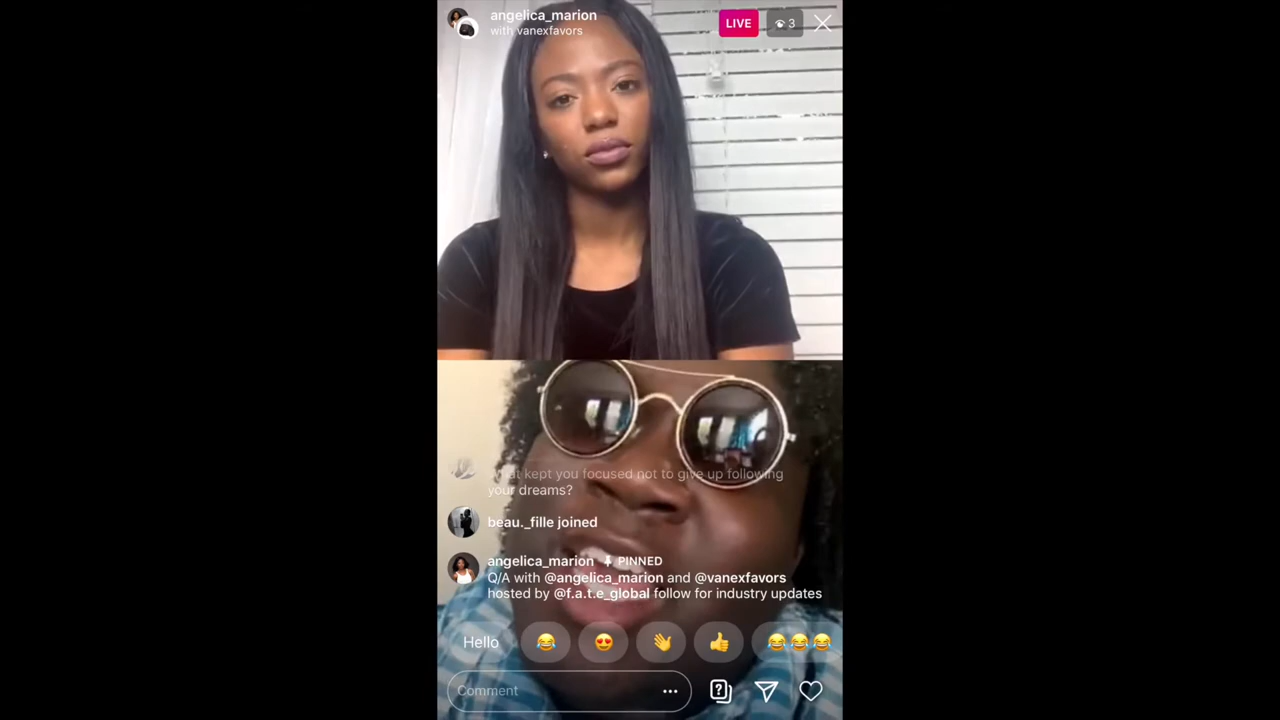 angelica_marion
with vanexfavors
LIVE
3
What kept you focused not to give up following
your dreams?
beau._fille joined
angelica_marion PINNED
Q/A with @angelica_marion and @vanexfavors
hosted by @f.a.t.e_global follow for industry updates
Hello
Comment